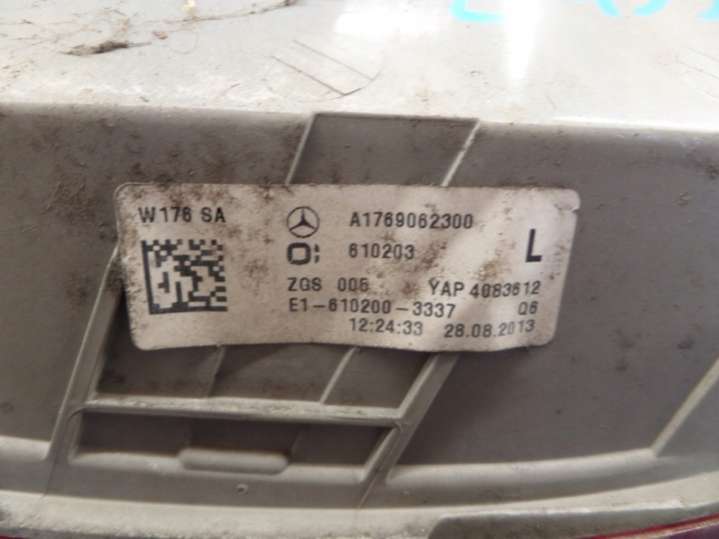 W176 SA
A1769062300
610203 L
ZGS 006 YAP 4083612
E1-610200-3337 Q6
12:24:33 28.08.2013